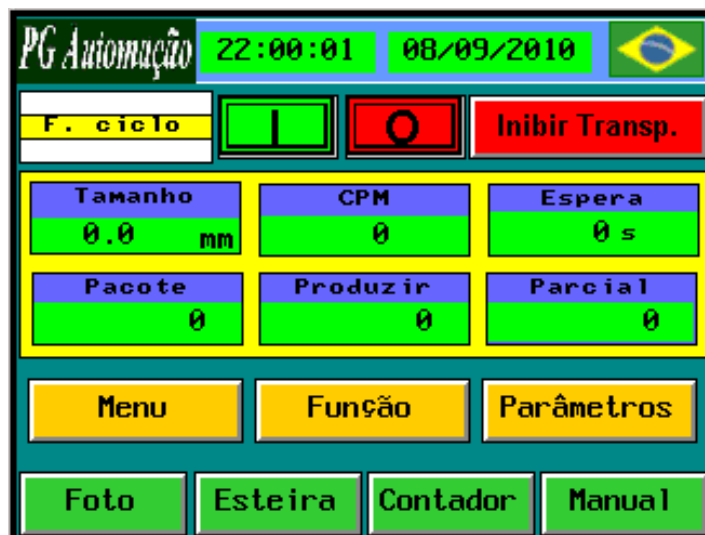 PG Automação 22:00:01 08/09/2010
F. ciclo I O Inibir Transp.
Tamanho CPM Espera
0.0 mm 0 0 s
Pacote Produzir Parcial
0 0 0
Menu Função Parâmetros
Foto Esteira Contador Manual